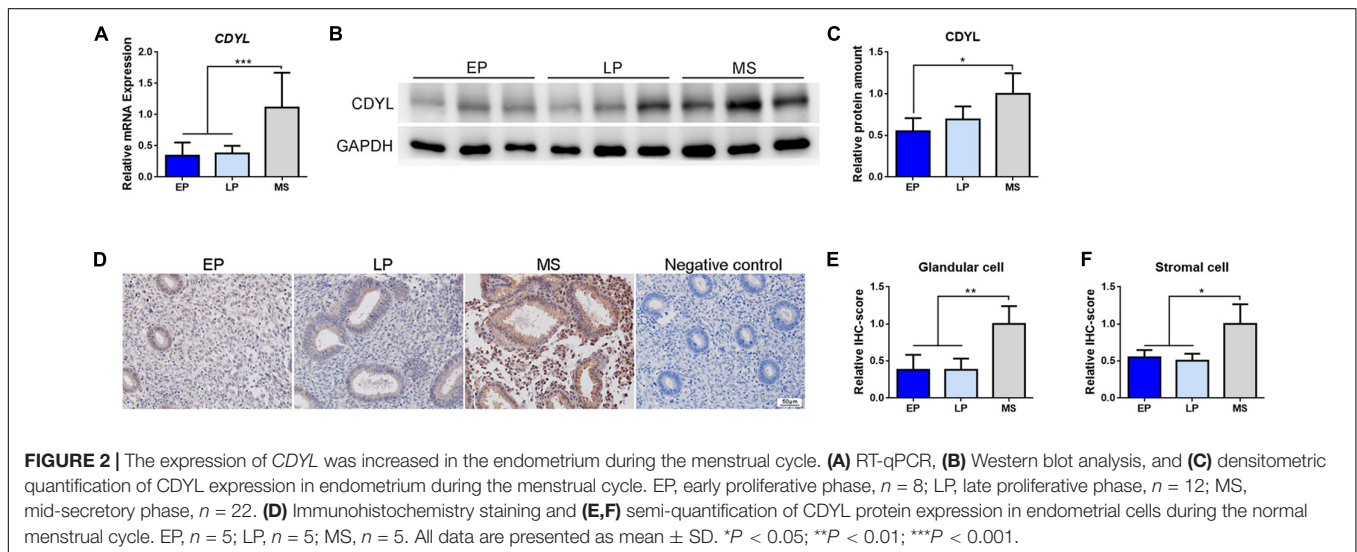 A
CDYL
Relative mRNA Expression
2.0
1.5
1.0
0.5
0.0
***
EP LP MS
B
EP LP MS
CDYL
GAPDH
C
CDYL
Relative protein amount
1.5
1.0
0.5
0.0
*
EP LP MS
D
EP LP MS Negative control
50μm
E
Glandular cell
Relative IHC-score
1.5
1.0
0.5
0.0
**
EP LP MS
F
Stromal cell
Relative IHC-score
1.5
1.0
0.5
0.0
*
EP LP MS
FIGURE 2 | The expression of CDYL was increased in the endometrium during the menstrual cycle. (A) RT-qPCR, (B) Western blot analysis, and (C) densitometric
quantification of CDYL expression in endometrium during the menstrual cycle. EP, early proliferative phase, n = 8; LP, late proliferative phase, n = 12; MS,
mid-secretory phase, n = 22. (D) Immunohistochemistry staining and (E,F) semi-quantification of CDYL protein expression in endometrial cells during the normal
menstrual cycle. EP, n = 5; LP, n = 5; MS, n = 5. All data are presented as mean ± SD. *P < 0.05; **P < 0.01; ***P < 0.001.